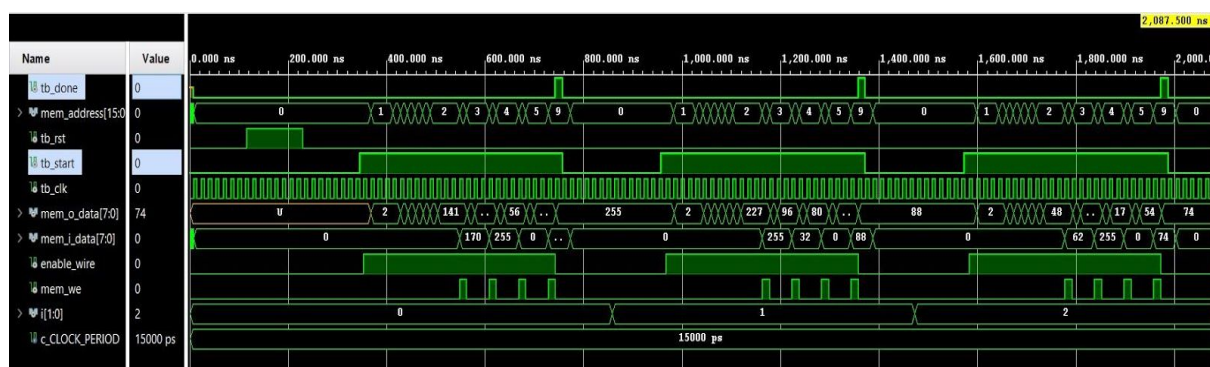 2,087.500 ns
Name Value 0.000 ns 200.000 ns 400.000 ns 600.000 ns 800.000 ns 1,000.000 ns 1,200.000 ns 1,400.000 ns 1,600.000 ns 1,800.000 ns 2,000.
tb_done 0
mem_address[15:0 0 0 1 2 3 4 5 9 0 1 2 3 4 5 9 0 1 2 3 4 5 9 0
tb_rst 0
tb_start 0
tb_clk 0
mem_o_data[7:0] 74 U 2 141 .. 56 .. 255 2 227 96 80 .. 88 2 48 .. 17 54 74
mem_i_data[7:0] 0 0 170 255 0 .. 0 255 32 0 88 0 62 255 0 74 0
enable_wire 0
mem_we 0
i[1:0] 2 0 1 2
c_CLOCK_PERIOD 15000 ps 15000 ps